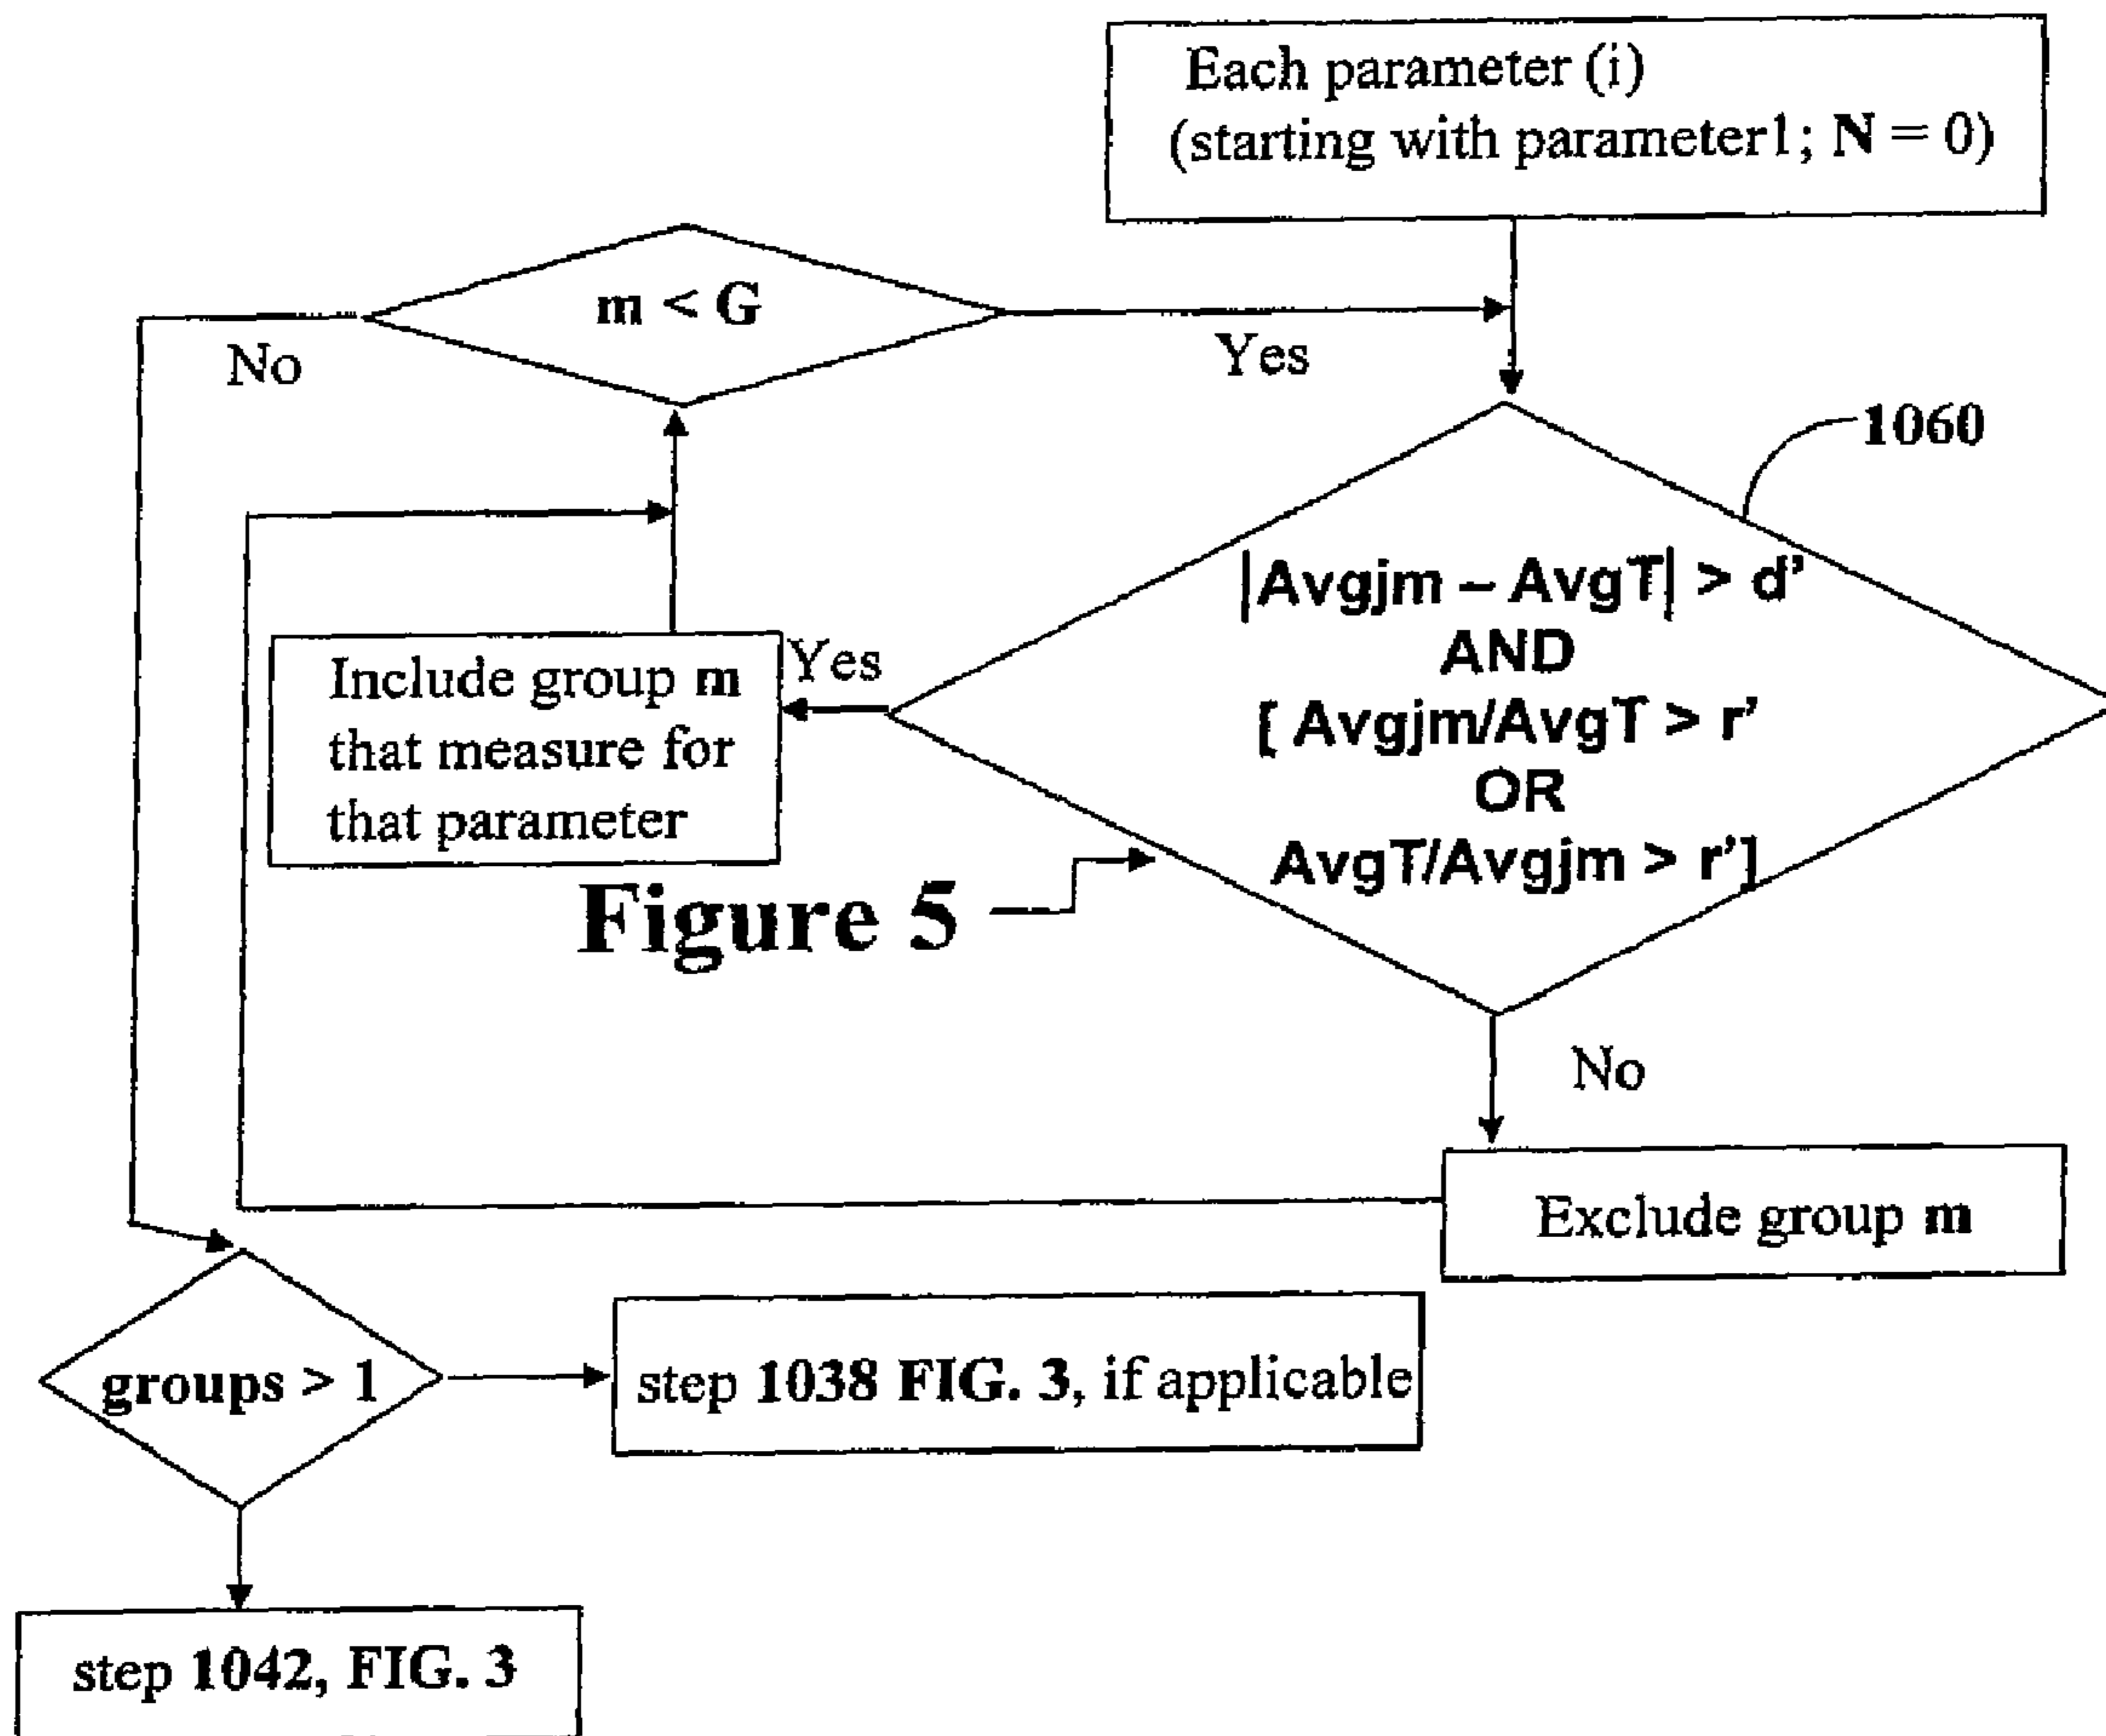 Each parameter (i)
(starting with parameter1; N = 0)
m < G
No
Yes
1060
|Avgjm – AvgT| > d'
AND
[ Avgjm/AvgT > r'
OR
AvgT/Avgjm > r']
Yes
Include group m
that measure for
that parameter
Figure 5
No
Exclude group m
groups > 1
step 1038 FIG. 3, if applicable
step 1042, FIG. 3